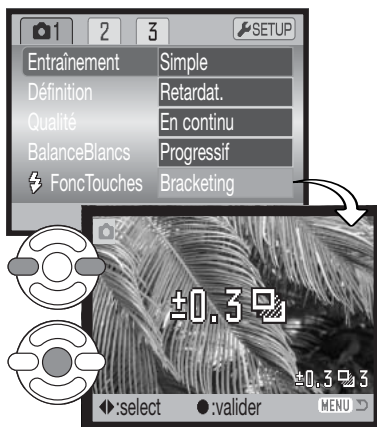 1 2 3 SETUP
Entraînement Simple
Définition Retardat.
Qualité En continu
BalanceBlancs Progressif
FoncTouches Bracketing
±0.3
±0.3 3
:select :valider MENU